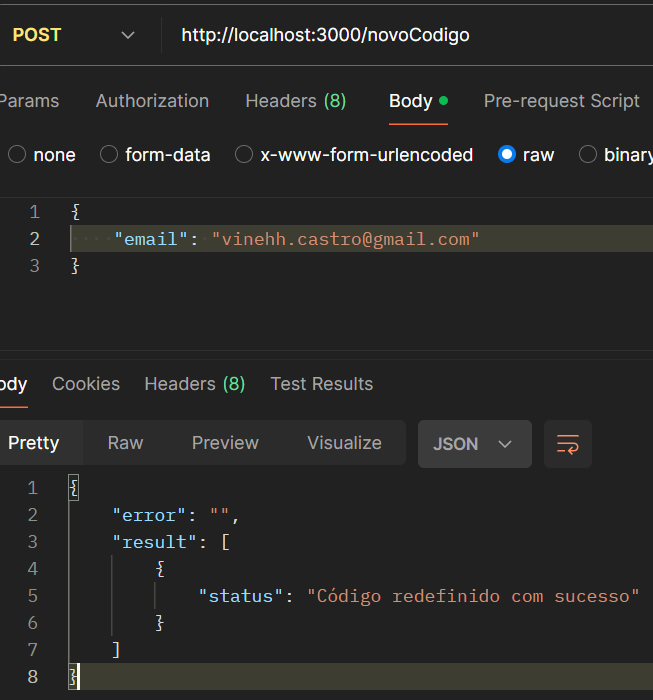 POST http://localhost:3000/novoCodigo
Params Authorization Headers (8) Body Pre-request Script
none form-data x-www-form-urlencoded raw binary
1 {
2 "email": "vinehh.castro@gmail.com"
3 }
ody Cookies Headers (8) Test Results
Pretty Raw Preview Visualize JSON
1 {
2 "error": "",
3 "result": [
4 {
5 "status": "Código redefinido com sucesso"
6 }
7 ]
8 }